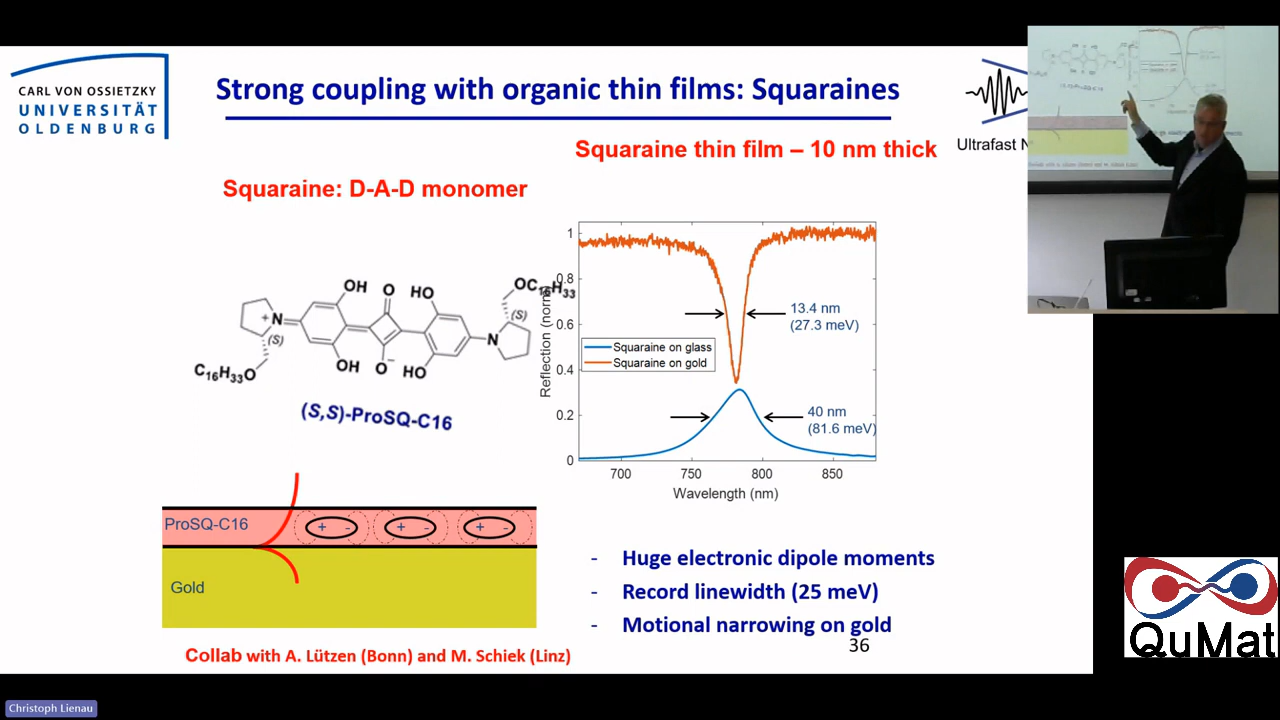 CARL VON OSSIETZKY
UNIVERSITÄT
OLDENBURG
Strong coupling with organic thin films: Squaraines
Ultrafast N
Squaraine thin film – 10 nm thick
Squaraine: D-A-D monomer
OH
O
HO
OC16H33
(S)
N
+
(S)
OH
O
−
HO
N
C16H33O
(S,S)-ProSQ-C16
Reflection (norm
1
0.8
0.6
0.4
0.2
0
700
750
800
850
Wavelength (nm)
Squaraine on glass
Squaraine on gold
13.4 nm
(27.3 meV)
40 nm
(81.6 meV)
ProSQ-C16
+ - + - + -
Gold
- Huge electronic dipole moments
- Record linewidth (25 meV)
- Motional narrowing on gold
36
Collab with A. Lützen (Bonn) and M. Schiek (Linz)
QuMat
Christoph Lienau